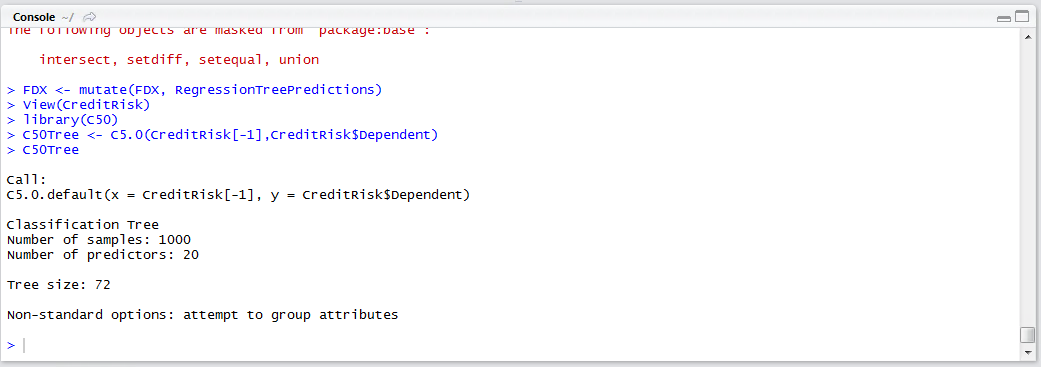 Console ~/
The following objects are masked from ‘package:base’:
intersect, setdiff, setequal, union
> FDX <- mutate(FDX, RegressionTreePredictions)
> View(CreditRisk)
> library(C50)
> C50Tree <- C5.0(CreditRisk[-1],CreditRisk$Dependent)
> C50Tree
Call:
C5.0.default(x = CreditRisk[-1], y = CreditRisk$Dependent)
Classification Tree
Number of samples: 1000
Number of predictors: 20
Tree size: 72
Non-standard options: attempt to group attributes
>